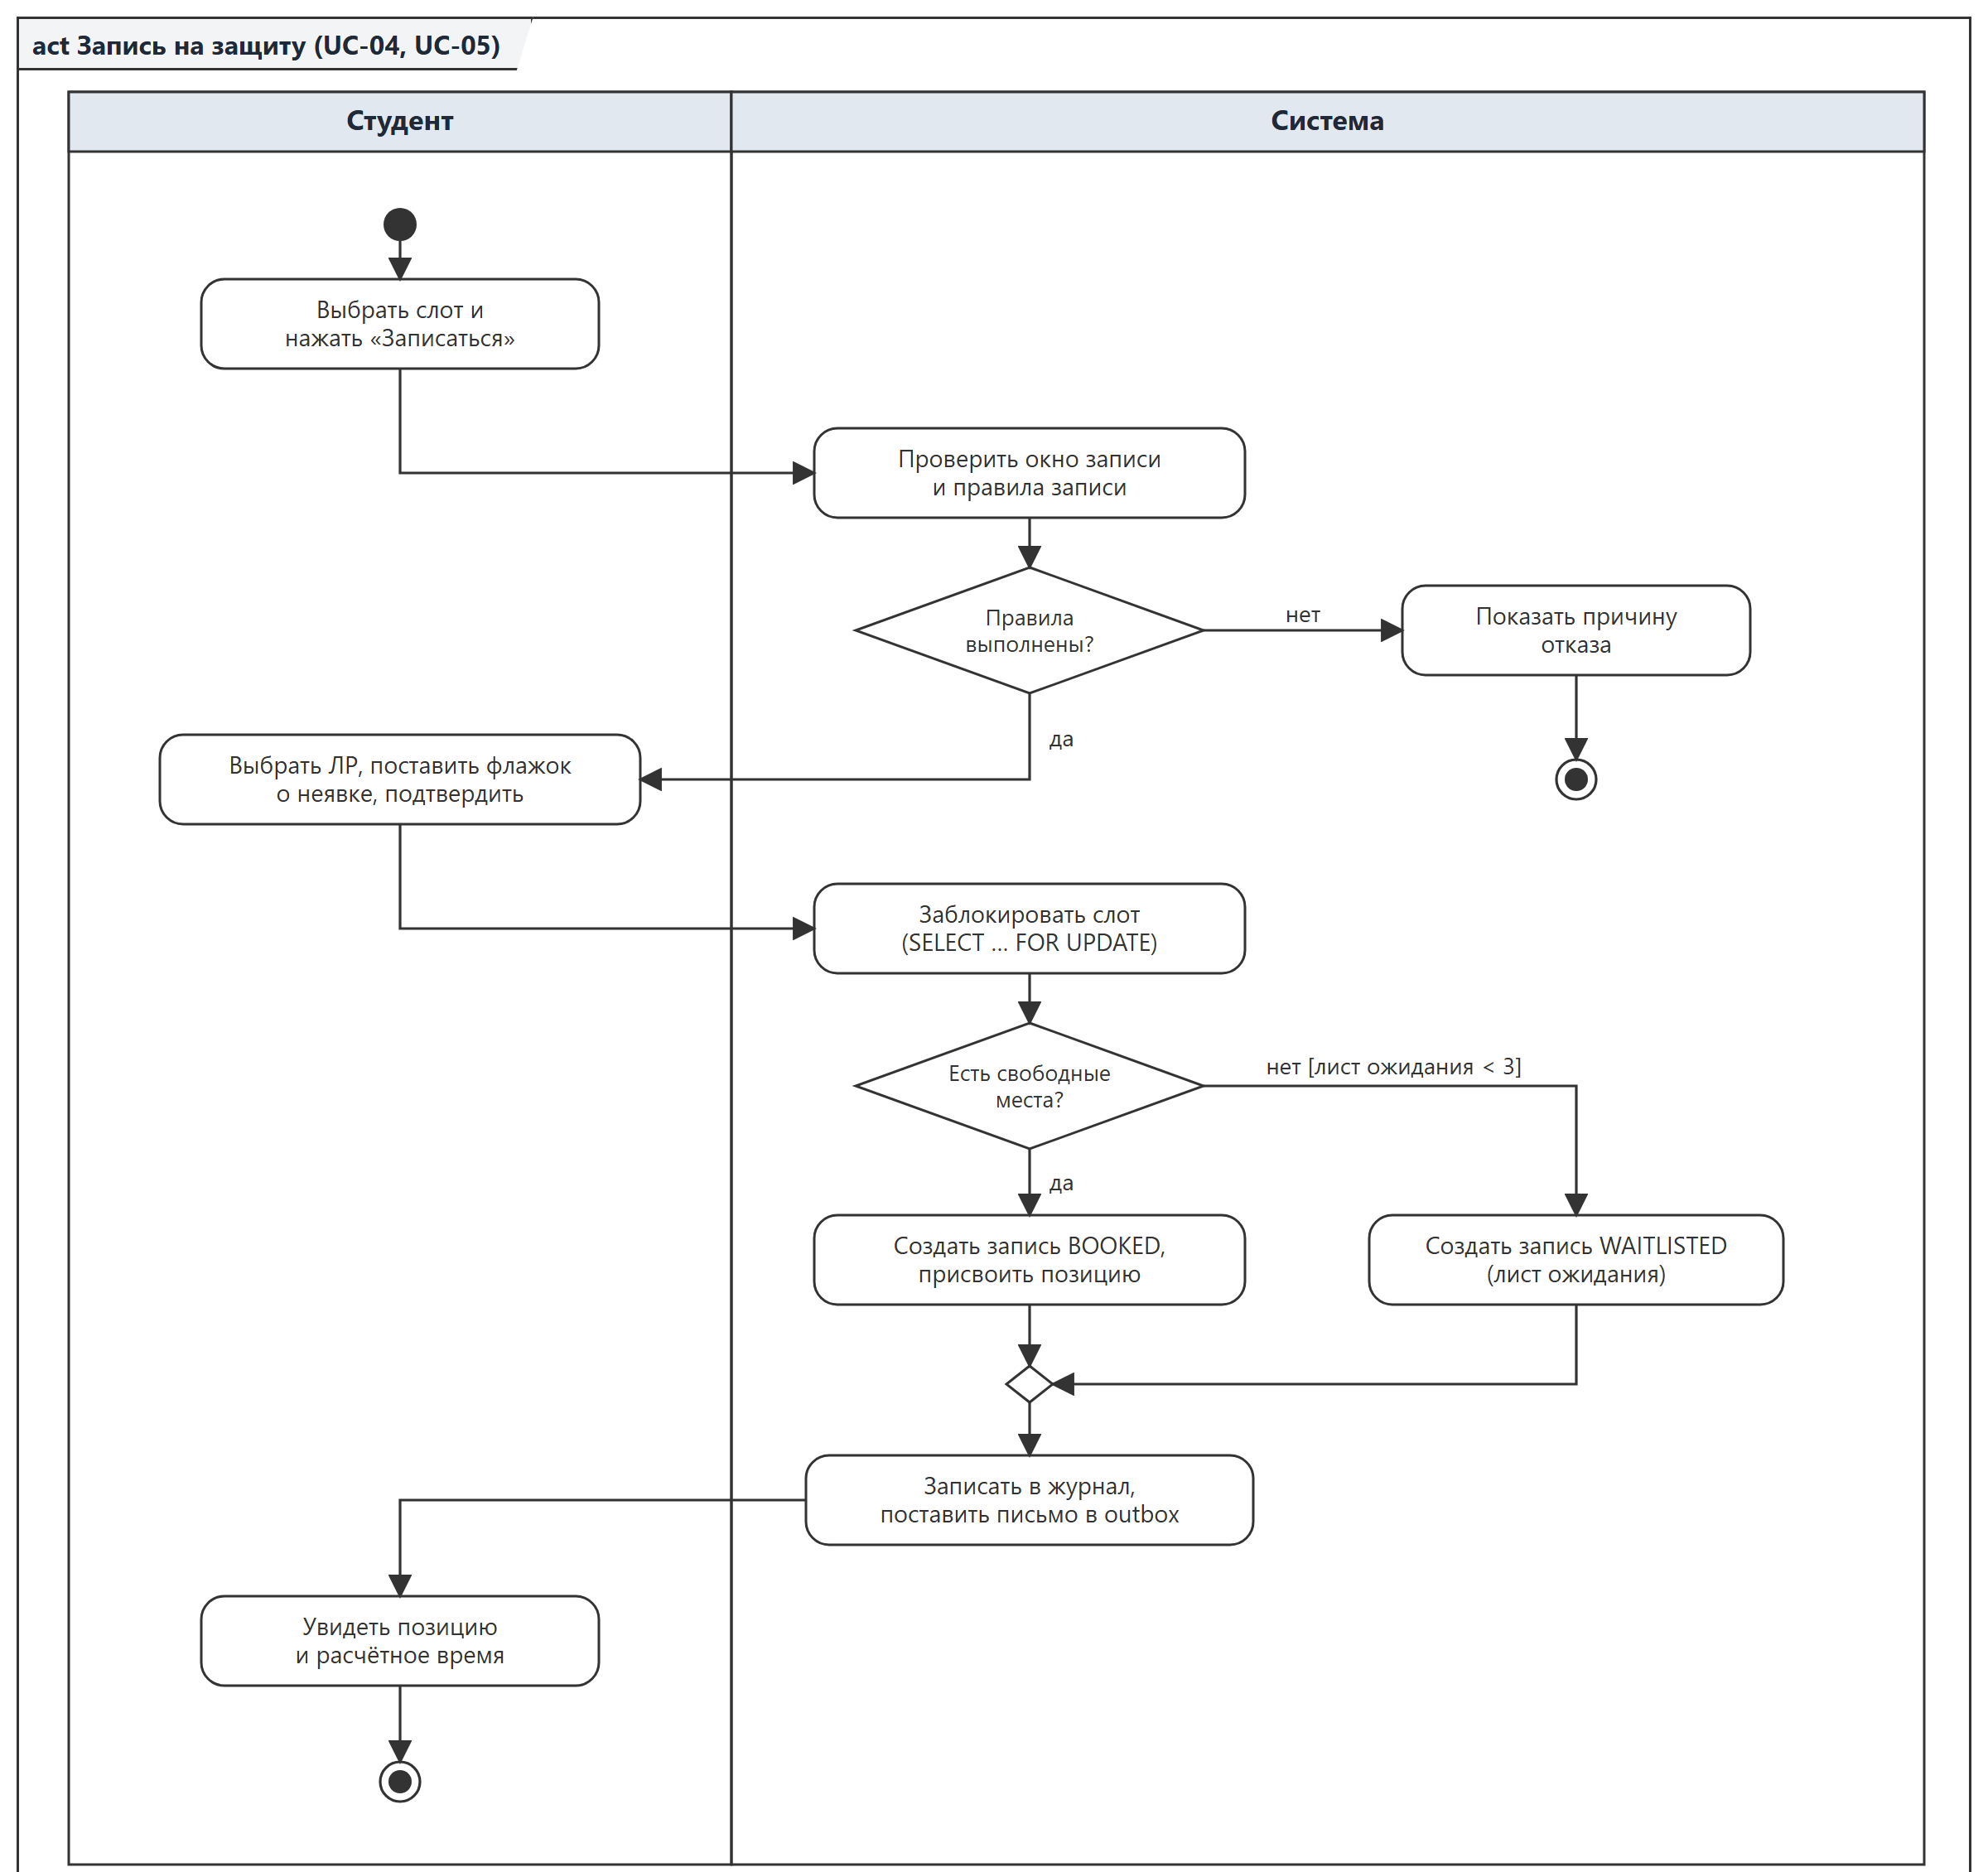 act Запись на защиту (UC-04, UC-05)
Студент
Система
Выбрать слот и
нажать «Записаться»
Проверить окно записи
и правила записи
Правила
выполнены?
нет
Показать причину
отказа
да
Выбрать ЛР, поставить флажок
о неявке, подтвердить
Заблокировать слот
(SELECT ... FOR UPDATE)
Есть свободные
места?
нет [лист ожидания < 3]
да
Создать запись BOOKED,
присвоить позицию
Создать запись WAITLISTED
(лист ожидания)
Записать в журнал,
поставить письмо в outbox
Увидеть позицию
и расчётное время